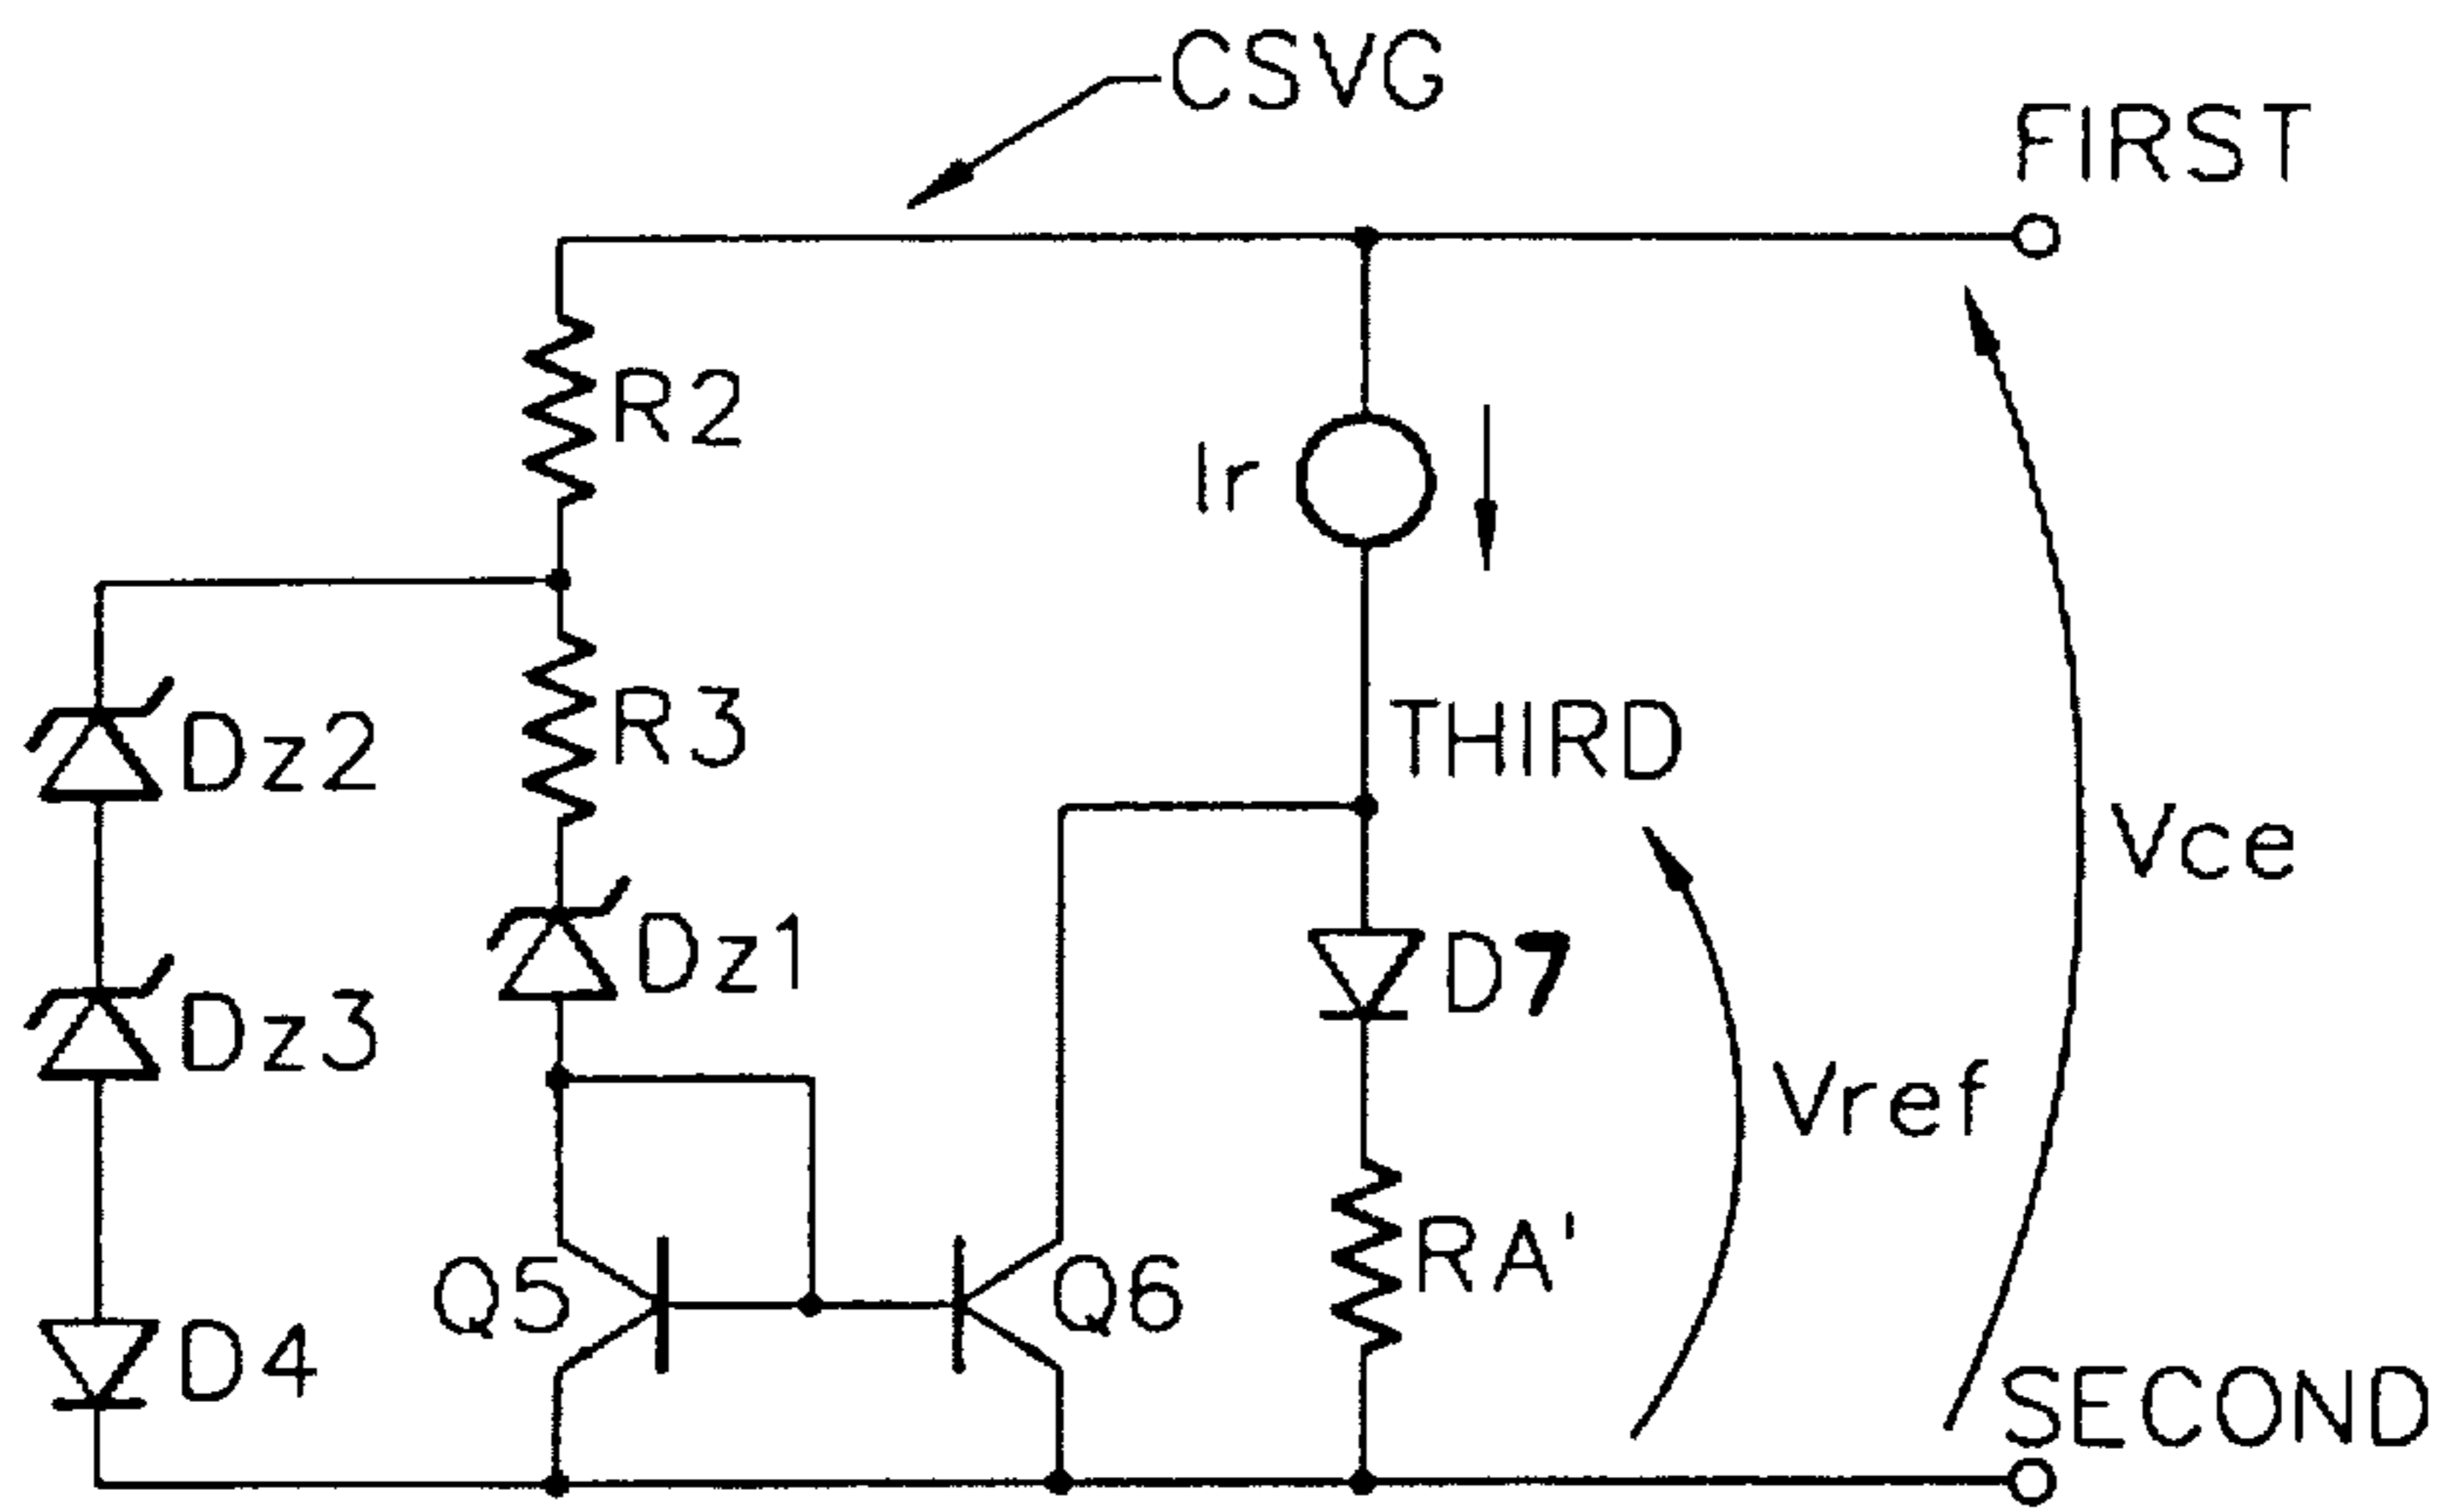 CSVG
FIRST
R2
Ir
R3
THIRD
Dz2
Vce
Dz1
D7
Dz3
Vref
RA'
Q5
Q6
D4
SECOND